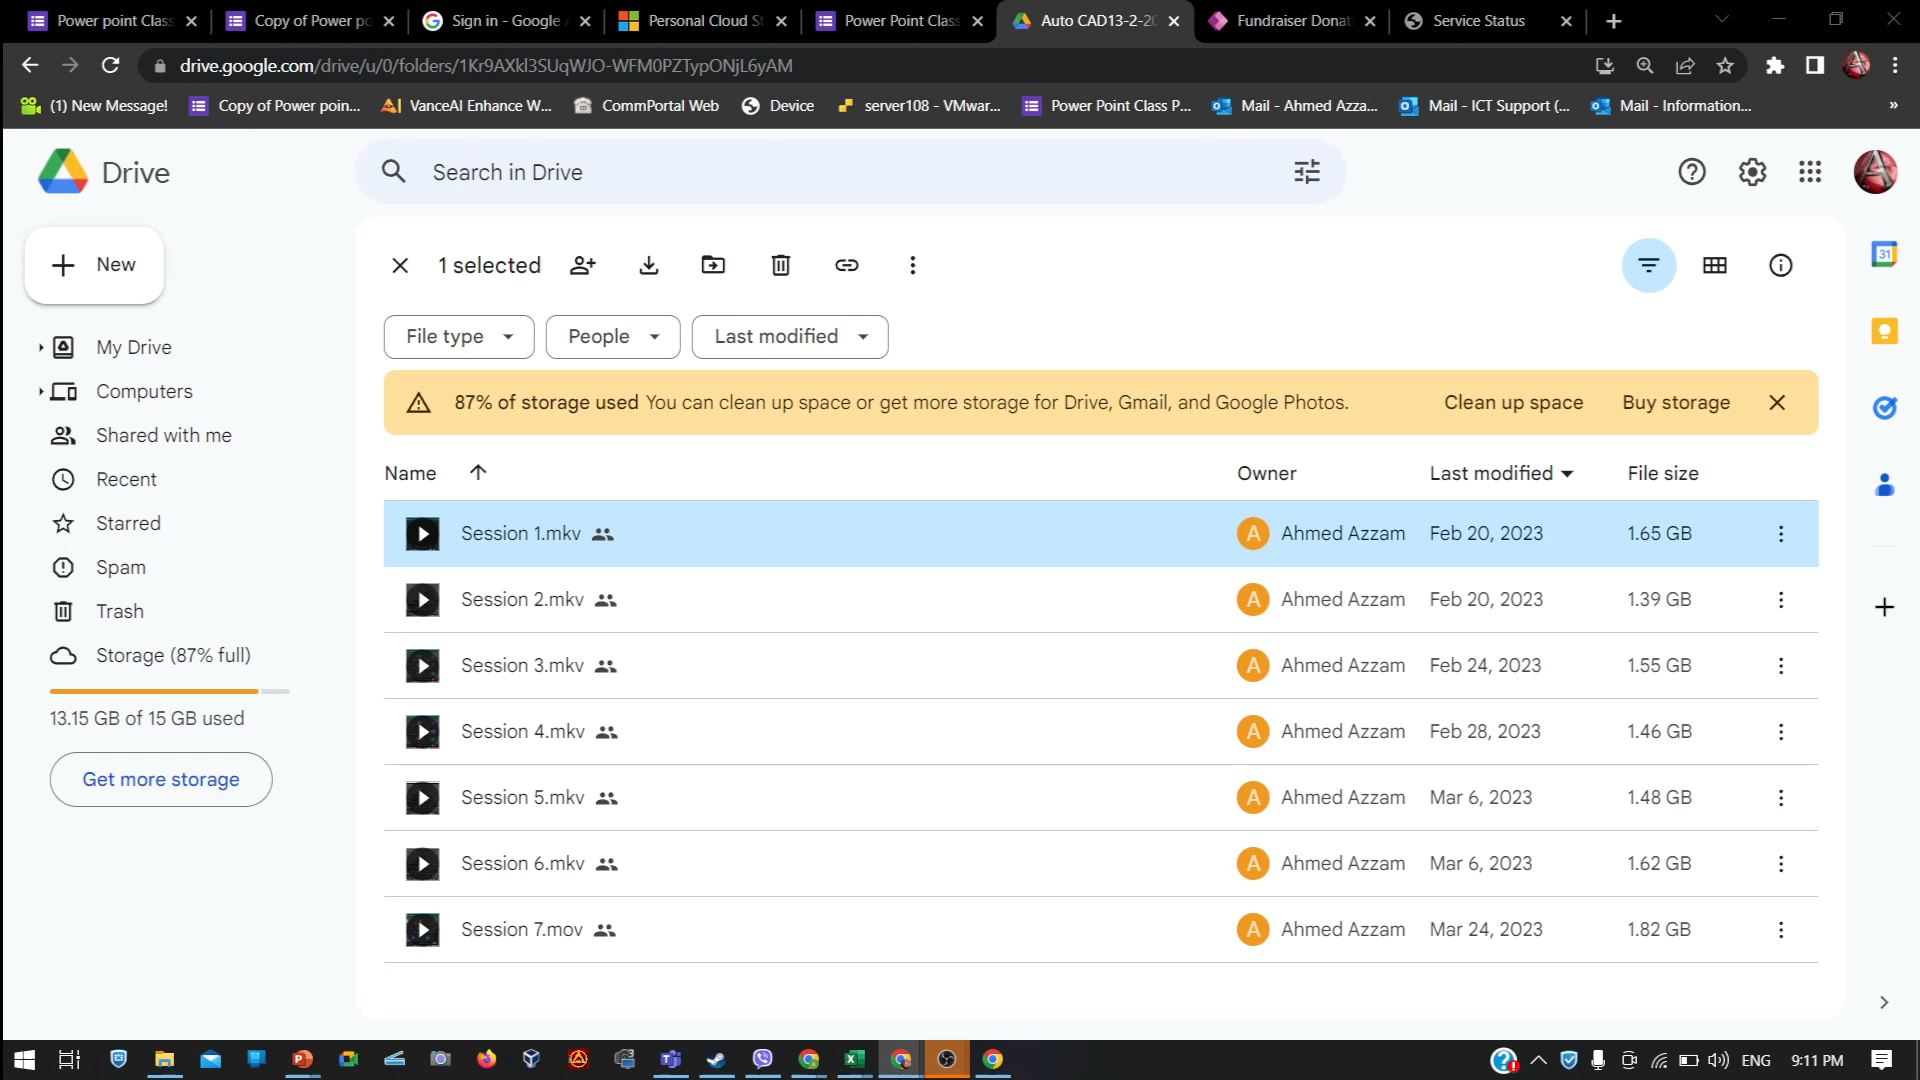 Power point Class
Copy of Power po
Sign in - Google A
Personal Cloud St
Power Point Class
Auto CAD13-2-20
Fundraiser Donat
Service Status
drive.google.com/drive/u/0/folders/1Kr9AXkl3SUqWJO-WFM0PZTypONjL6yAM
(1) New Message!
Copy of Power poin...
VanceAI Enhance W...
CommPortal Web
Device
server108 - VMwar...
Power Point Class P...
Mail - Ahmed Azza...
Mail - ICT Support (...
Mail - Information...
»
Drive
Search in Drive
New
1 selected
31
My Drive
Computers
Shared with me
Recent
Starred
Spam
Trash
Storage (87% full)
13.15 GB of 15 GB used
Get more storage
File type
People
Last modified
87% of storage used You can clean up space or get more storage for Drive, Gmail, and Google Photos.
Clean up space
Buy storage
Name Owner Last modified File size
Session 1.mkv A Ahmed Azzam Feb 20, 2023 1.65 GB
Session 2.mkv A Ahmed Azzam Feb 20, 2023 1.39 GB
Session 3.mkv A Ahmed Azzam Feb 24, 2023 1.55 GB
Session 4.mkv A Ahmed Azzam Feb 28, 2023 1.46 GB
Session 5.mkv A Ahmed Azzam Mar 6, 2023 1.48 GB
Session 6.mkv A Ahmed Azzam Mar 6, 2023 1.62 GB
Session 7.mov A Ahmed Azzam Mar 24, 2023 1.82 GB
ENG 9:11 PM